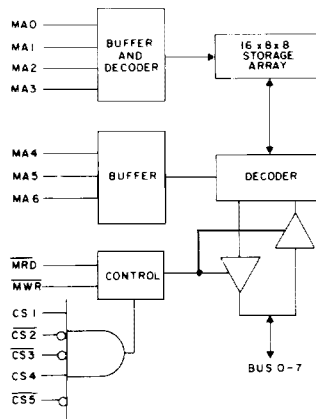 MA0
MA1
MA2
MA3
BUFFER
AND
DECODER
16 x 8 x 8
STORAGE
ARRAY
MA4
MA5
MA6
BUFFER
DECODER
MRD
MWR
CONTROL
CS1
CS2
CS3
CS4
CS5
BUS 0-7